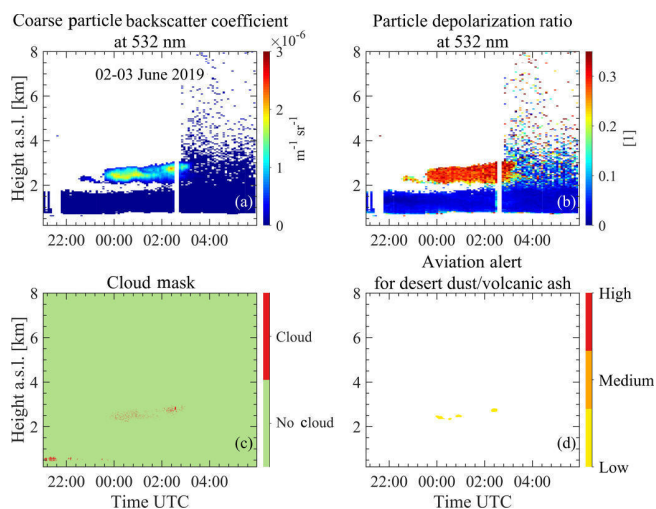 Coarse particle backscatter coefficient
at 532 nm
×10⁻⁶
02-03 June 2019
Height a.s.l. [km]
8
6
4
2
(a)
22:00 00:00 02:00 04:00
3
2
1
0
m⁻¹ sr⁻¹
Particle depolarization ratio
at 532 nm
8
6
4
2
(b)
22:00 00:00 02:00 04:00
0.3
0.2
0.1
0
[1]
Cloud mask
Height a.s.l. [km]
8
6
4
2
(c)
22:00 00:00 02:00 04:00
Time UTC
Cloud
No cloud
Aviation alert
for desert dust/volcanic ash
8
6
4
2
(d)
22:00 00:00 02:00 04:00
Time UTC
High
Medium
Low